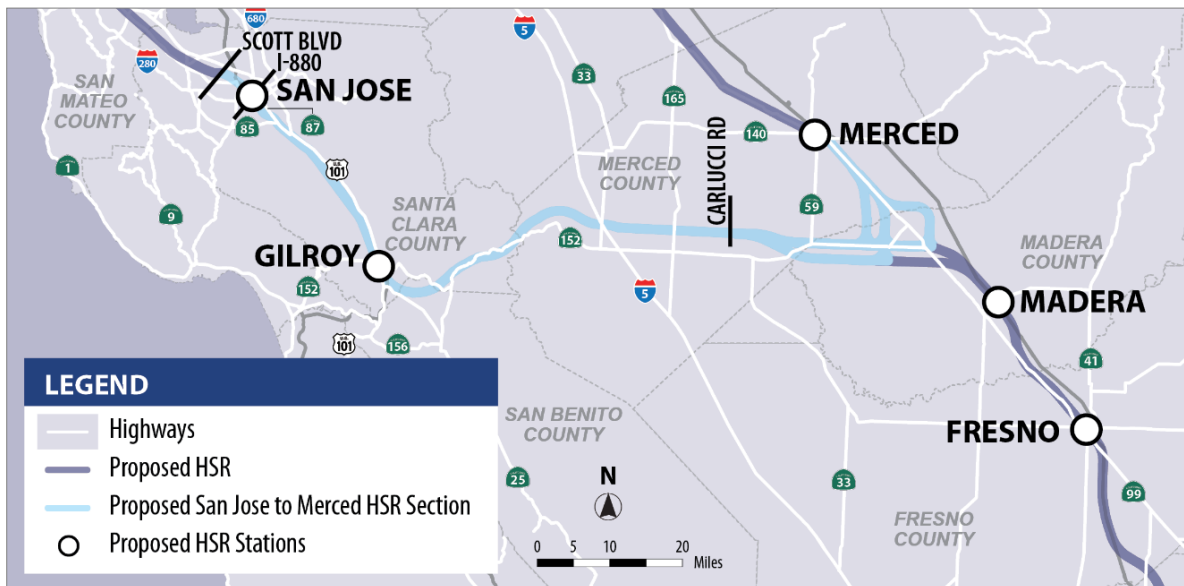 680
SCOTT BLVD
I-880
280
SAN
MATEO
COUNTY
SAN JOSE
85
87
5
33
165
140
MERCED
MERCED
COUNTY
CARLUCCI RD
1
9
U.S.
101
SANTA
CLARA
COUNTY
59
GILROY
152
152
5
MADERA
COUNTY
MADERA
U.S.
101
156
41
SAN BENITO
COUNTY
FRESNO
25
33
99
FRESNO
COUNTY
LEGEND
Highways
Proposed HSR
Proposed San Jose to Merced HSR Section
Proposed HSR Stations
N
0 5 10 20
Miles